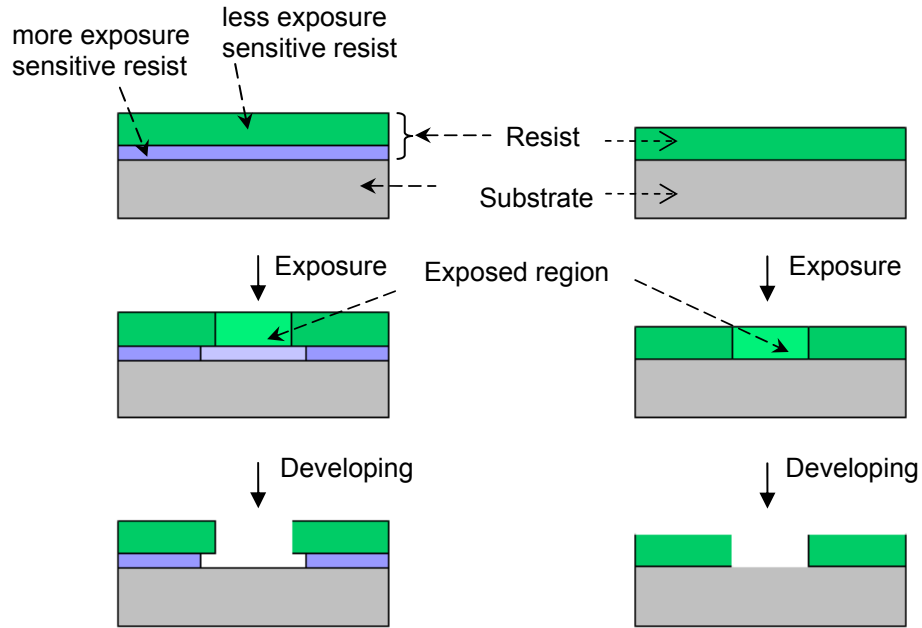 more exposure
sensitive resist
less exposure
sensitive resist
Resist
Substrate
Exposure
Exposed region
Exposure
Developing
Developing